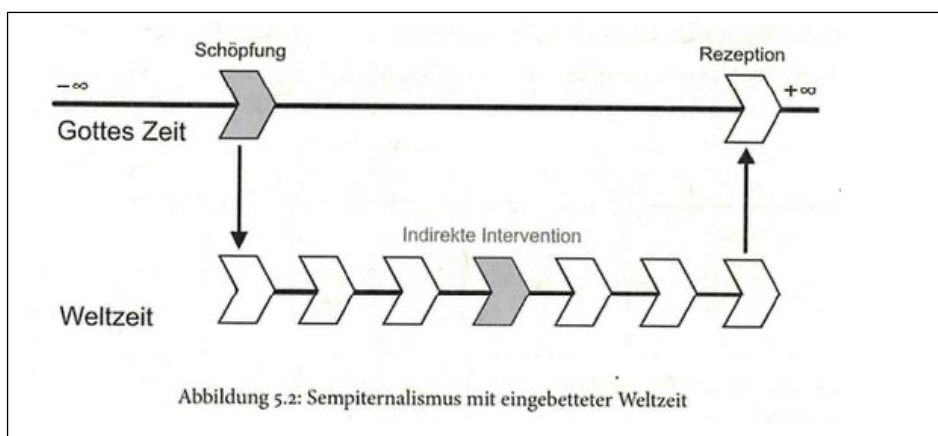 Schöpfung
Rezeption
−∞
+∞
Gottes Zeit
Indirekte Intervention
Weltzeit
Abbildung 5.2: Sempiternalismus mit eingebetteter Weltzeit